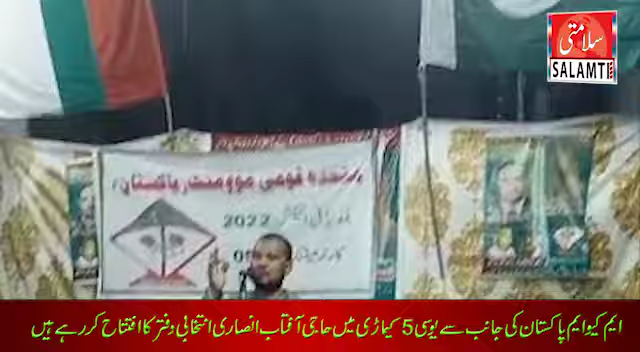 سلامتی
SALAMTI
متحدہ قومی موومنٹ (پاکستان)
2022
ایم کیو ایم پاکستان کی جانب سے یوسی 5 کیماڑی میں حاجی آفتاب انصاری انتخابی دفتر کا افتتاح کر رہے ہیں